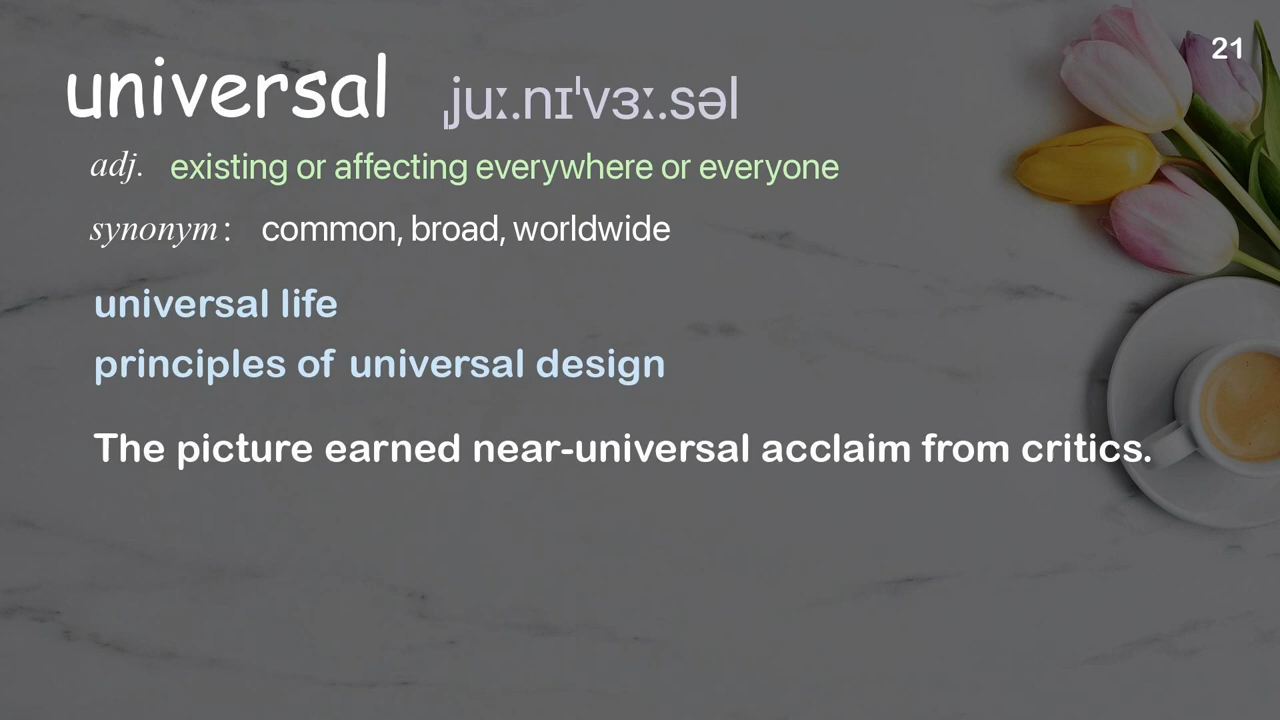 21
universal ˌjuː.nɪˈvɜː.səl
adj. existing or affecting everywhere or everyone
synonym: common, broad, worldwide
universal life
principles of universal design
The picture earned near-universal acclaim from critics.